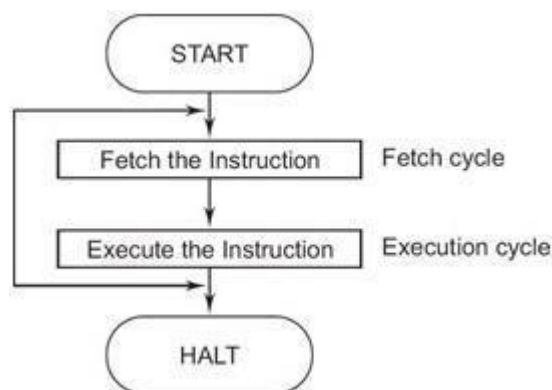 START
Fetch the Instruction
Fetch cycle
Execute the Instruction
Execution cycle
HALT